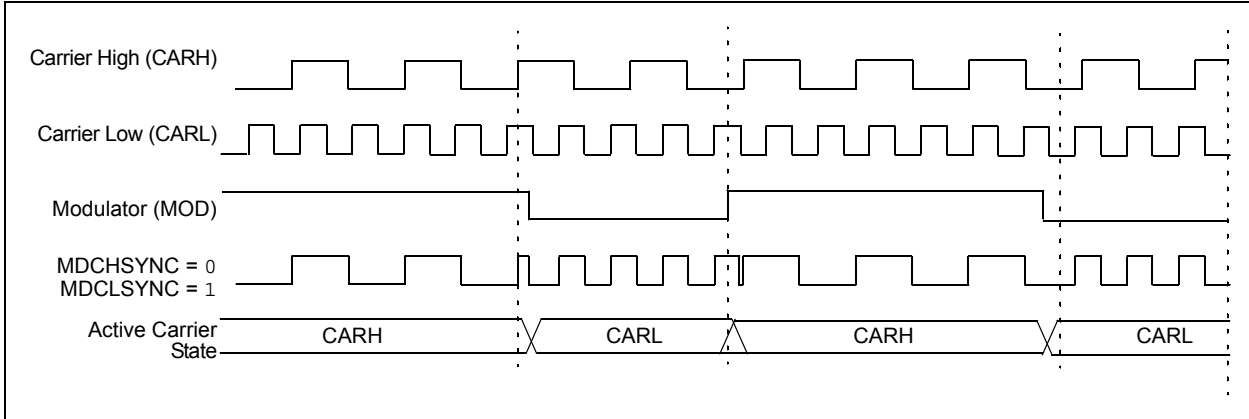 Carrier High (CARH)
Carrier Low (CARL)
Modulator (MOD)
MDCHSYNC = 0
MDCLSYNC = 1
Active Carrier
State
CARH
CARL
CARH
CARL